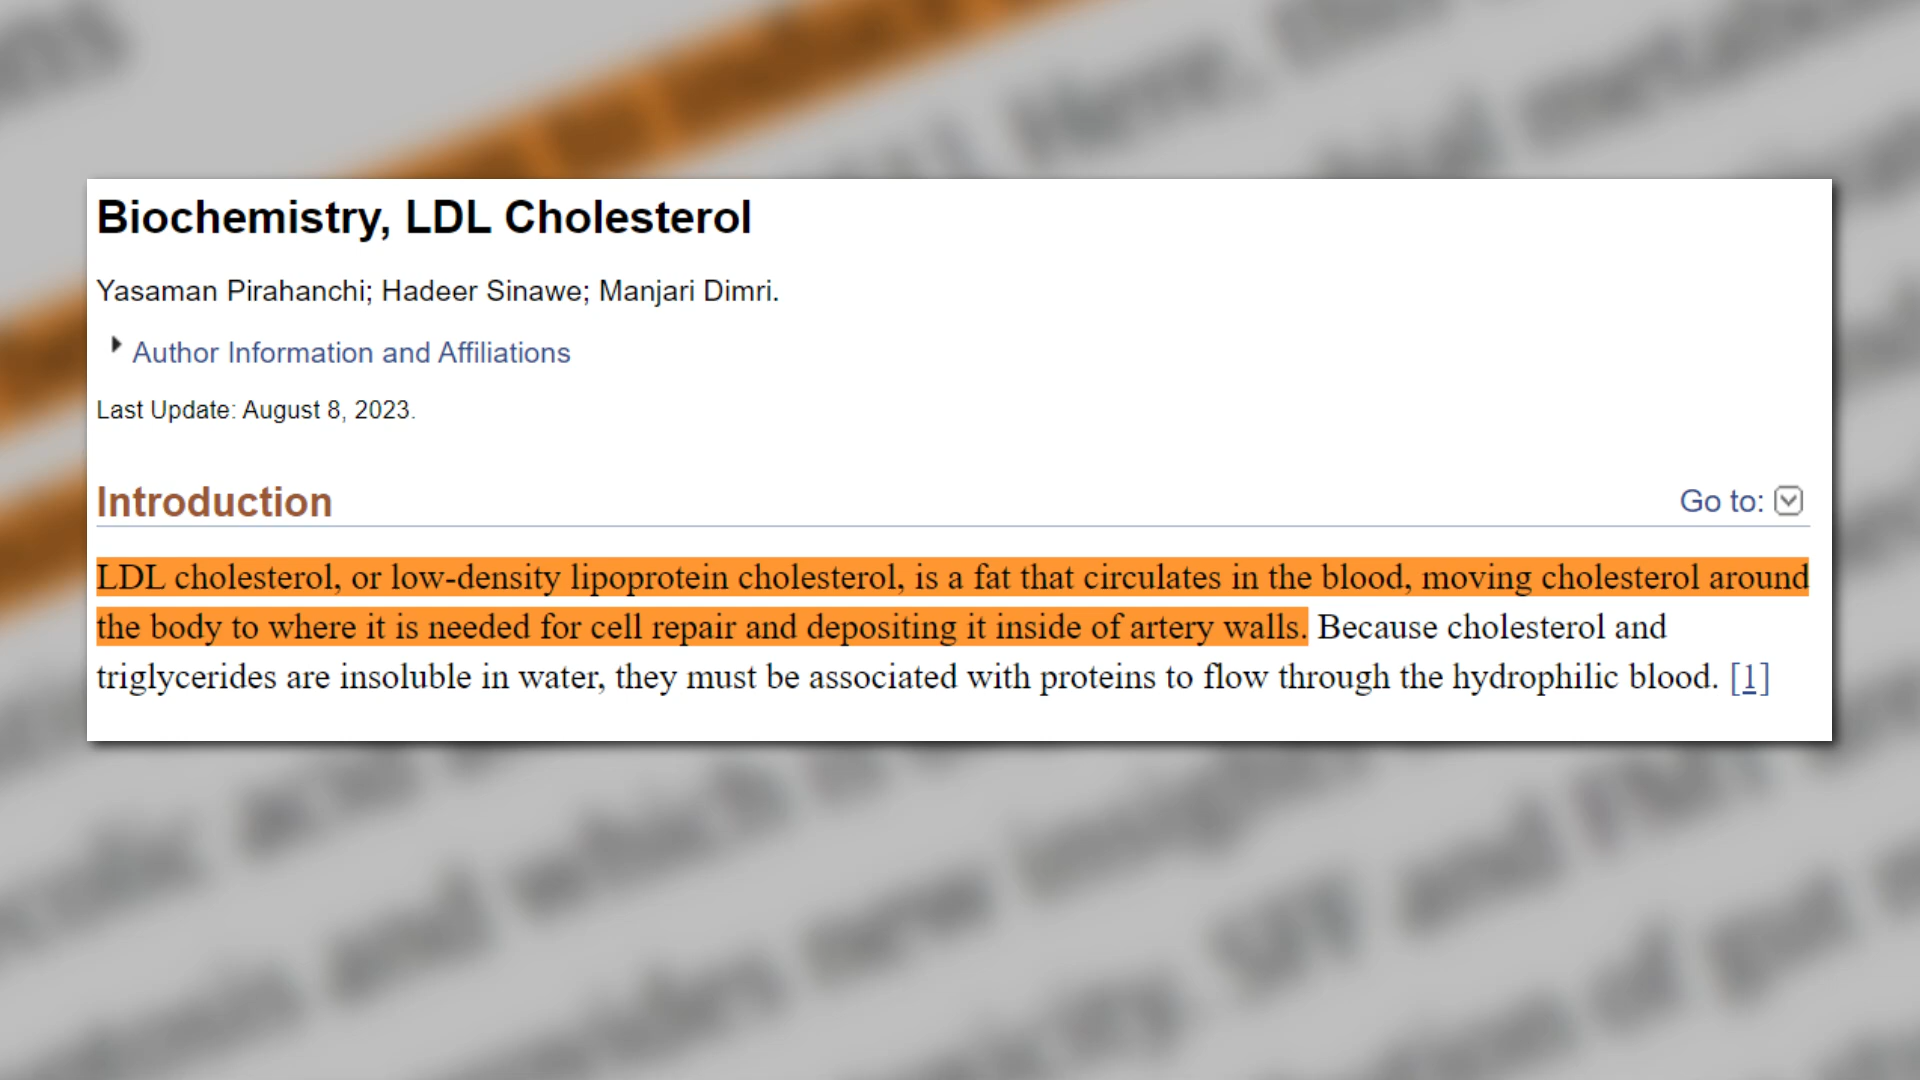 Biochemistry, LDL Cholesterol
Yasaman Pirahanchi; Hadeer Sinawe; Manjari Dimri.
Author Information and Affiliations
Last Update: August 8, 2023.
Introduction
Go to:
LDL cholesterol, or low-density lipoprotein cholesterol, is a fat that circulates in the blood, moving cholesterol around
the body to where it is needed for cell repair and depositing it inside of artery walls. Because cholesterol and
triglycerides are insoluble in water, they must be associated with proteins to flow through the hydrophilic blood. [1]